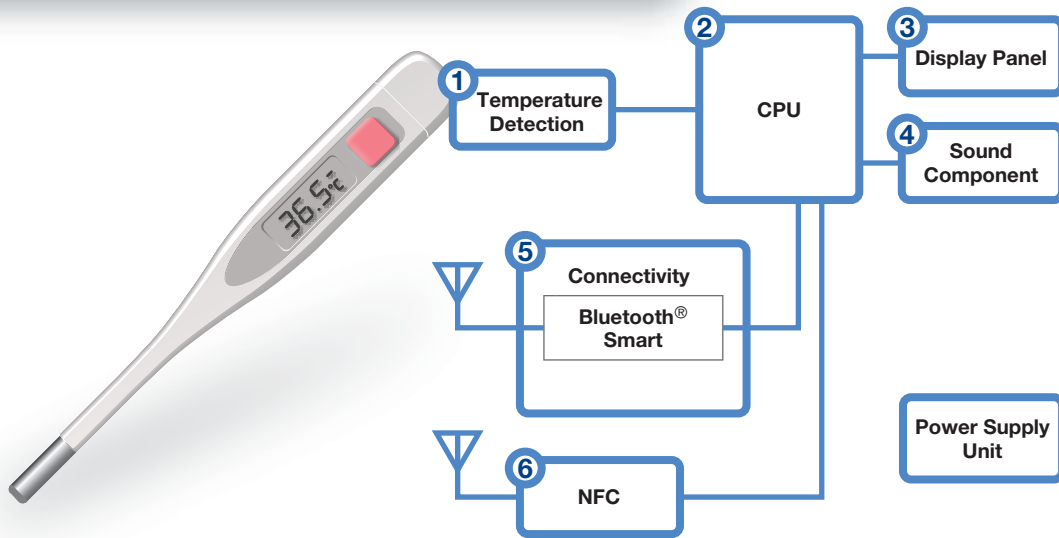 1
Temperature
Detection
2
CPU
3
Display Panel
4
Sound
Component
36.5°C
5
Connectivity
Bluetooth®
Smart
6
NFC
Power Supply
Unit